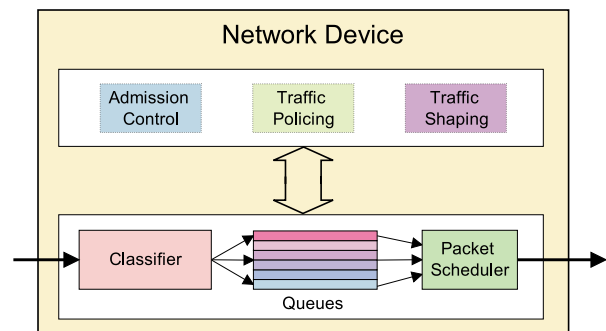 Network Device
Admission
Control
Traffic
Policing
Traffic
Shaping
Classifier
Queues
Packet
Scheduler